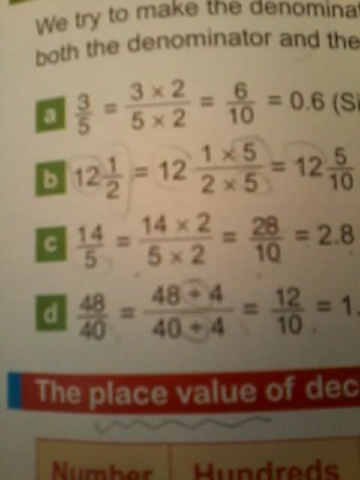 We try to make the
both the denominator and the
a 3/5 = 3 × 2 / 5 × 2 = 6/10 = 0.6
b 12 1/2 = 12 1 × 5 / 2 × 5 = 12 5/10
c 14/5 = 14 × 2 / 5 × 2 = 28/10 = 2.8
d 48/40 = 48 ÷ 4 / 40 ÷ 4 = 12/10 = 1.
The place value of dec
Number Hundreds